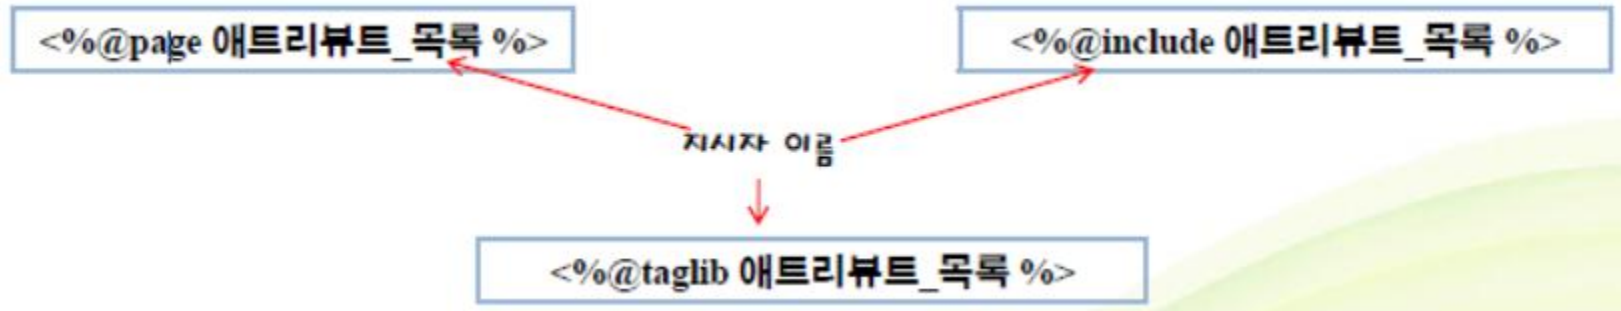 <%@page 애트리뷰트_목록 %>
<%@include 애트리뷰트_목록 %>
지시자 이름
<%@taglib 애트리뷰트_목록 %>